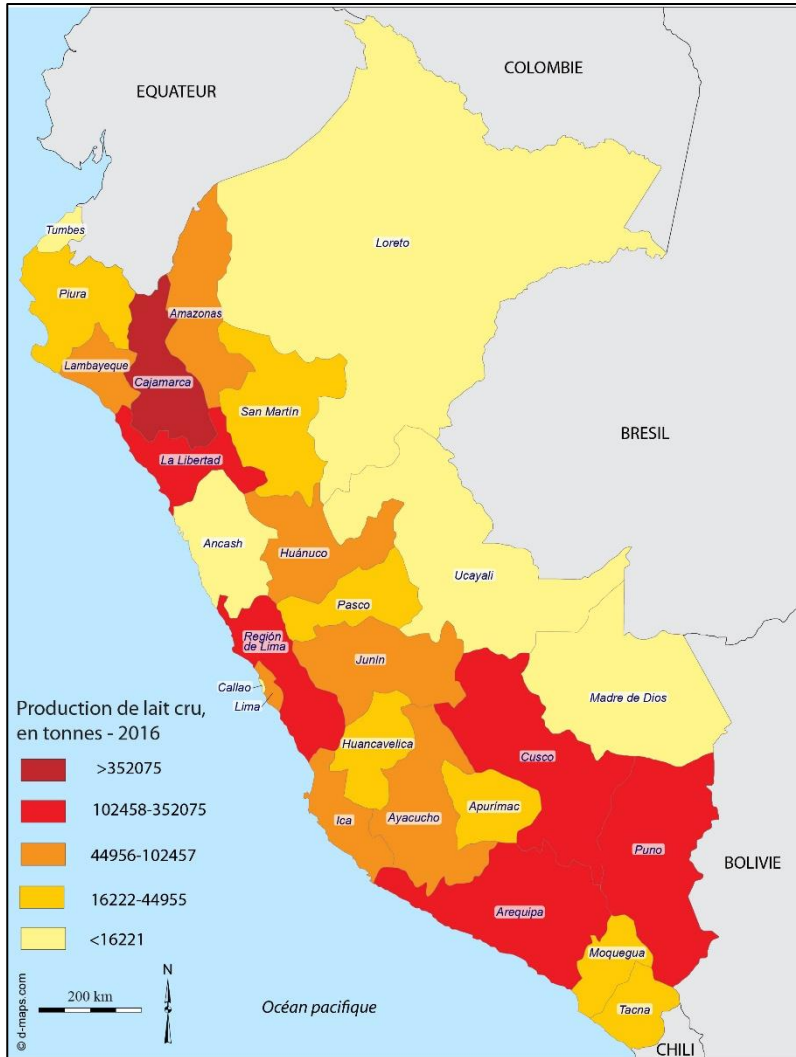 COLOMBIE
EQUATEUR
Tumbes
Loreto
Piura
Amazonas
Lambayeque
Cajamarca
San Martín
BRESIL
La Libertad
Ancash
Huánuco
Ucayali
Pasco
Región
de Lima
Junín
Callao
Lima
Madre de Dios
Huancavelica
Cusco
Apurímac
Ica
Ayacucho
Puno
BOLIVIE
Arequipa
Moquegua
Tacna
CHILI
Océan pacifique
Production de lait cru,
en tonnes - 2016
>352075
102458-352075
44956-102457
16222-44955
<16221
200 km
N
© d-maps.com